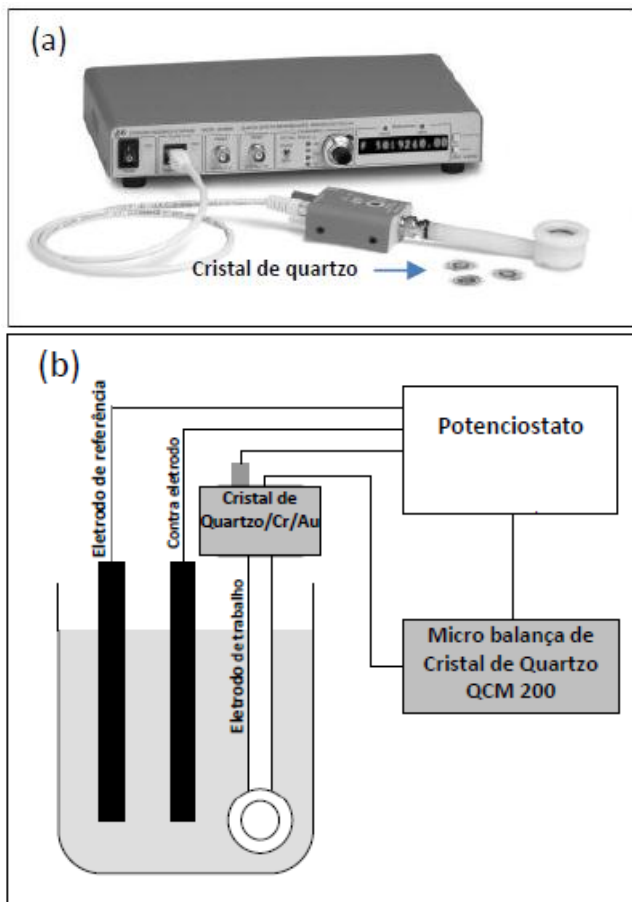 (a)
5019240.00
Cristal de quartzo
(b)
Eletrodo de referência
Contra eletrodo
Cristal de
Quartzo/Cr/Au
Eletrodo de trabalho
Potenciostato
Micro balança de
Cristal de Quartzo
QCM 200